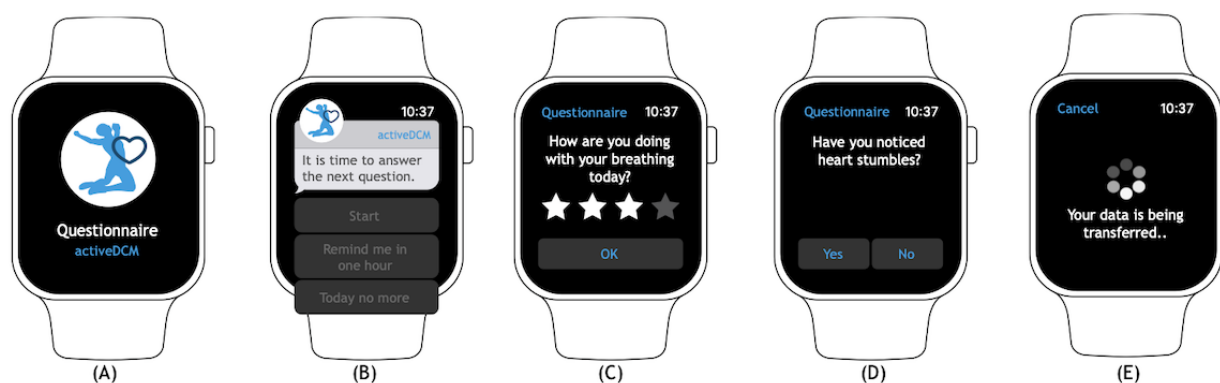 Questionnaire
activeDCM
(A)
10:37
activeDCM
It is time to answer
the next question.
Start
Remind me in
one hour
Today no more
(B)
Questionnaire 10:37
How are you doing
with your breathing
today?
OK
(C)
Questionnaire 10:37
Have you noticed
heart stumbles?
Yes No
(D)
Cancel 10:37
Your data is being
transferred..
(E)